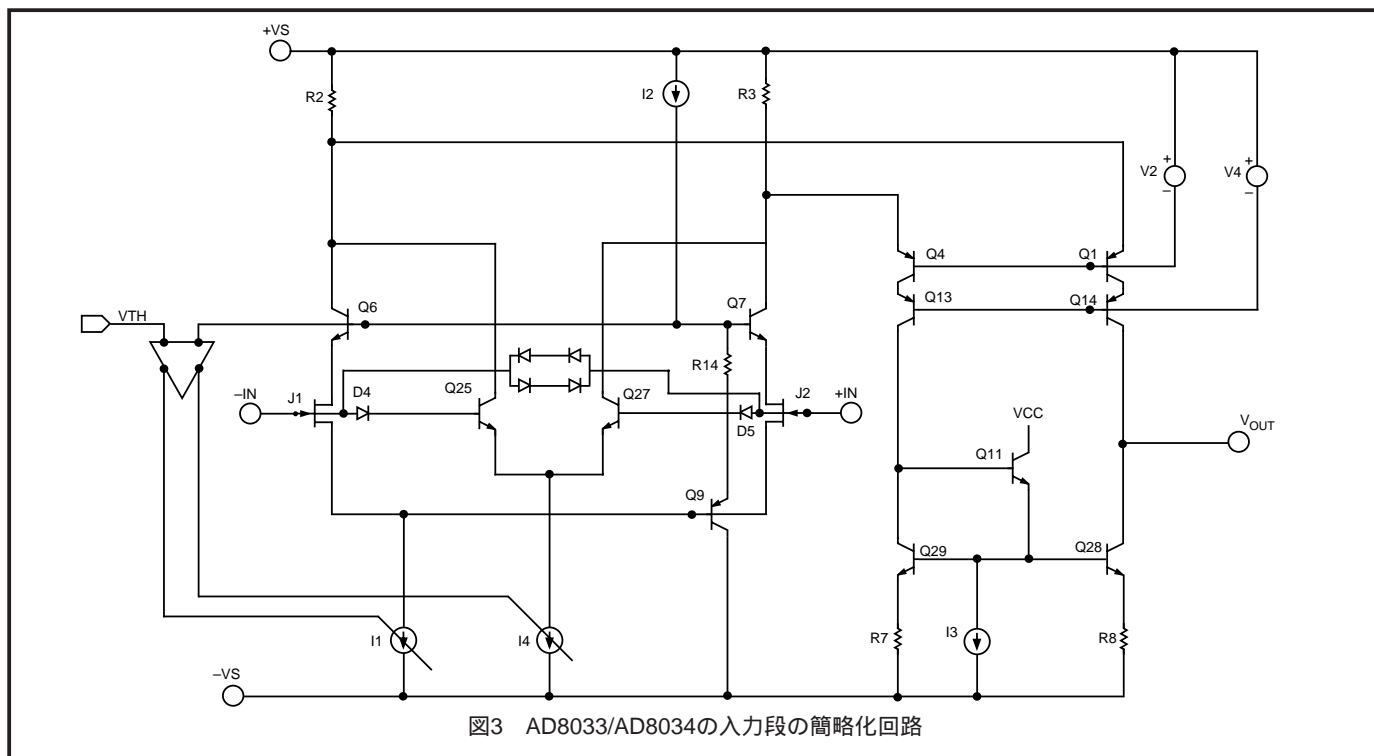 +VS
R2
I2
R3
V2
+
–
V4
+
–
Q4
Q1
Q13
Q14
VTH
Q6
Q7
R14
–IN
J1
D4
Q25
Q27
D5
J2
+IN
VCC
Q11
VOUT
Q9
Q29
Q28
I1
I4
R7
I3
R8
–VS
図3 AD8033/AD8034の入力段の簡略化回路